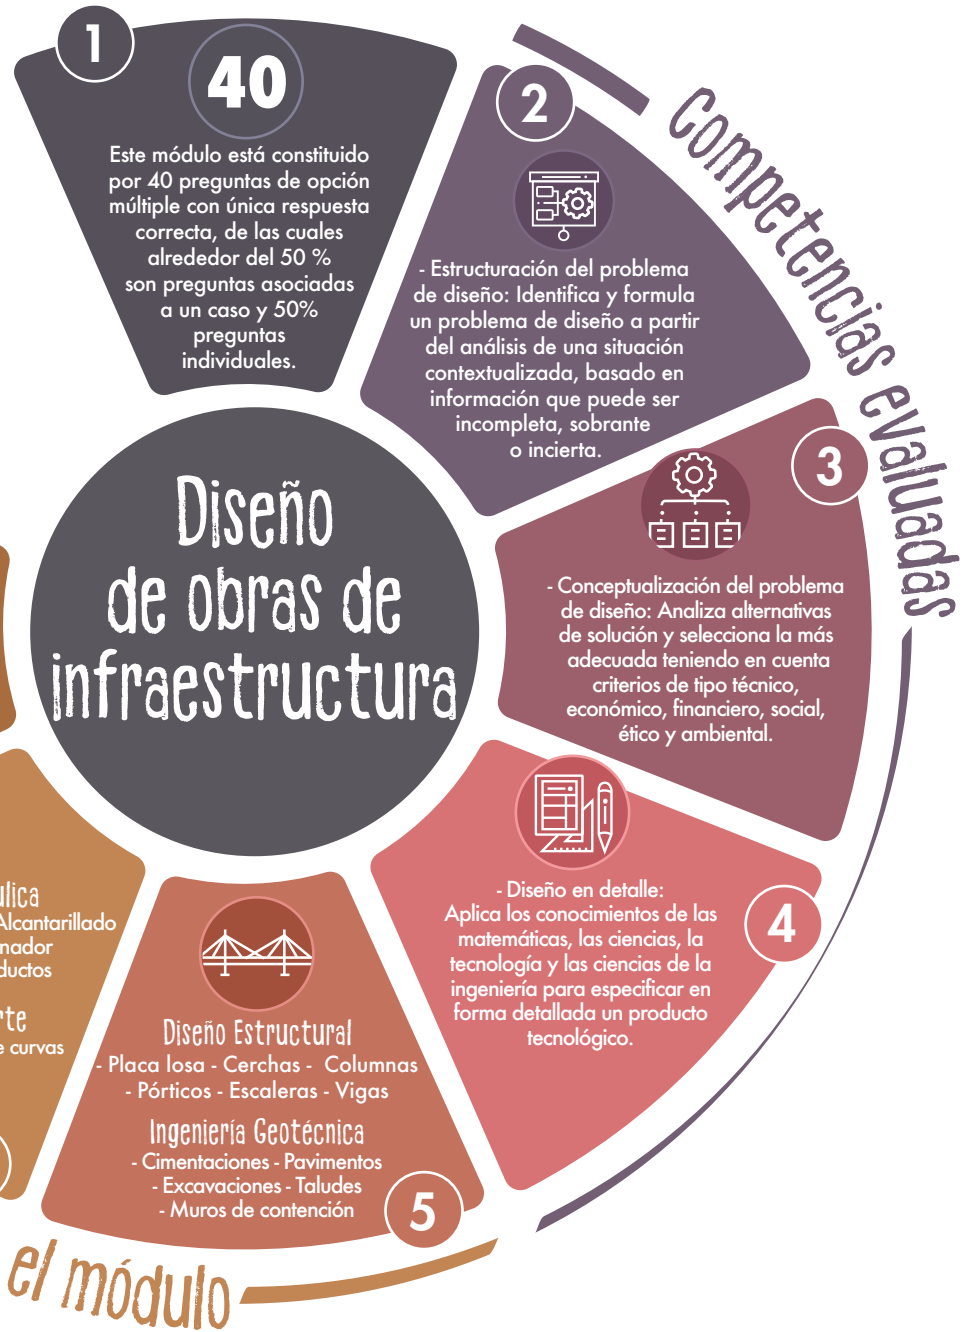 1
40
Este módulo está constituido
por 40 preguntas de opción
múltiple con única respuesta
correcta, de las cuales
alrededor del 50 %
son preguntas asociadas
a un caso y 50%
preguntas
individuales.
2
- Estructuración del problema
de diseño: Identifica y formula
un problema de diseño a partir
del análisis de una situación
contextualizada, basado en
información que puede ser
incompleta, sobrante
o incierta.
Competencias evaluadas
3
- Conceptualización del problema
de diseño: Analiza alternativas
de solución y selecciona la más
adecuada teniendo en cuenta
criterios de tipo técnico,
económico, financiero, social,
ético y ambiental.
Diseño
de obras de
infraestructura
4
- Diseño en detalle:
Aplica los conocimientos de las
matemáticas, las ciencias, la
tecnología y las ciencias de la
ingeniería para especificar en
forma detallada un producto
tecnológico.
5
Diseño Estructural
- Placa losa - Cerchas - Columnas
- Pórticos - Escaleras - Vigas
Ingeniería Geotécnica
- Cimentaciones - Pavimentos
- Excavaciones - Taludes
- Muros de contención
Alcantarillado
curvas
el módulo